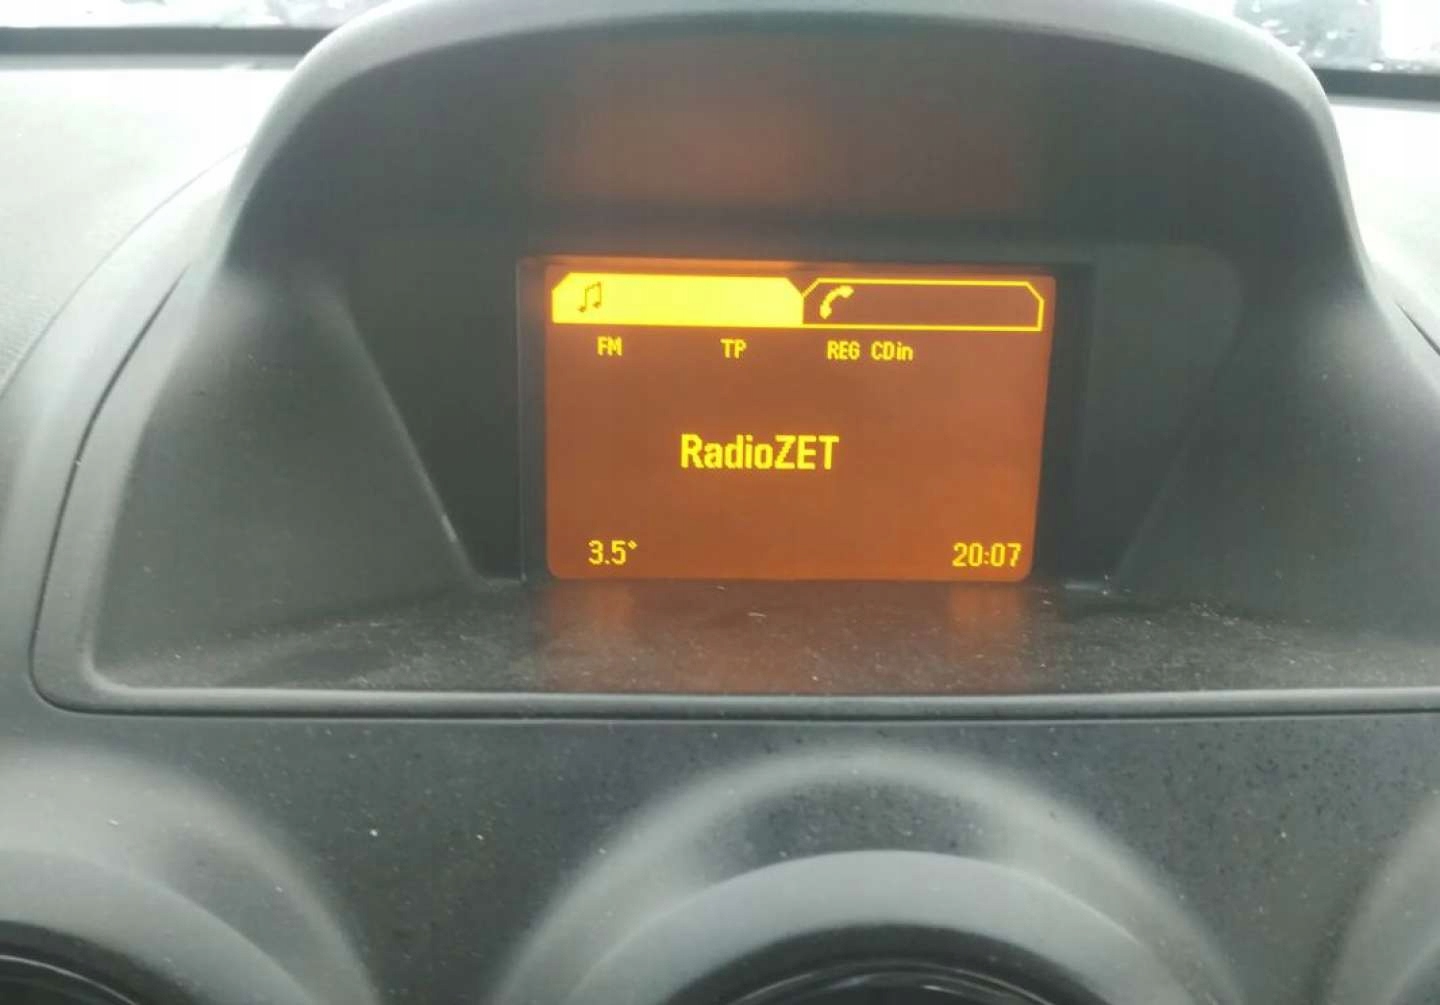 FM TP REG CDin
RadioZET
3.5° 20:07